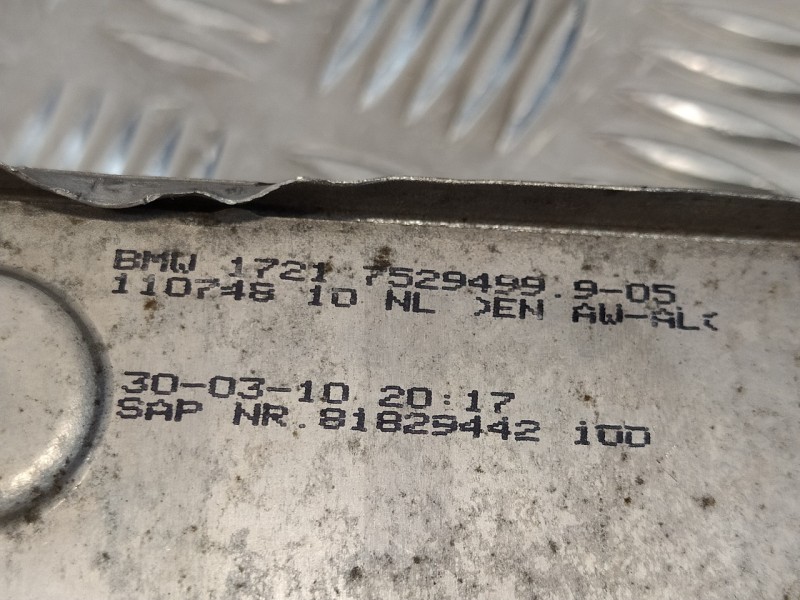 BMW 1721 7529499.9-05
110748 10 NL >EN AW-AL<
30-03-10 20:17
SAP NR.81829442 100